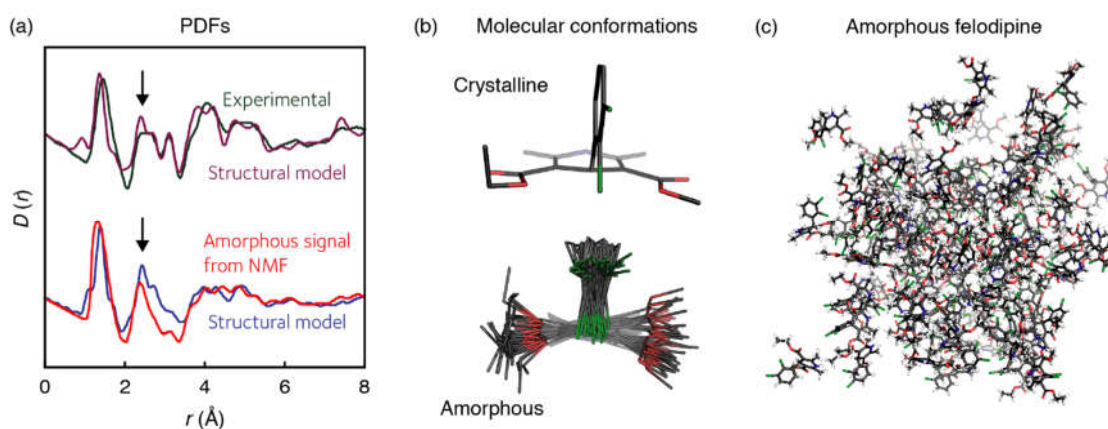 (a)
PDFs
Experimental
Structural model
Amorphous signal
from NMF
Structural model
D (r)
0
2
4
6
8
r (Å)
(b)
Molecular conformations
Crystalline
Amorphous
(c)
Amorphous felodipine